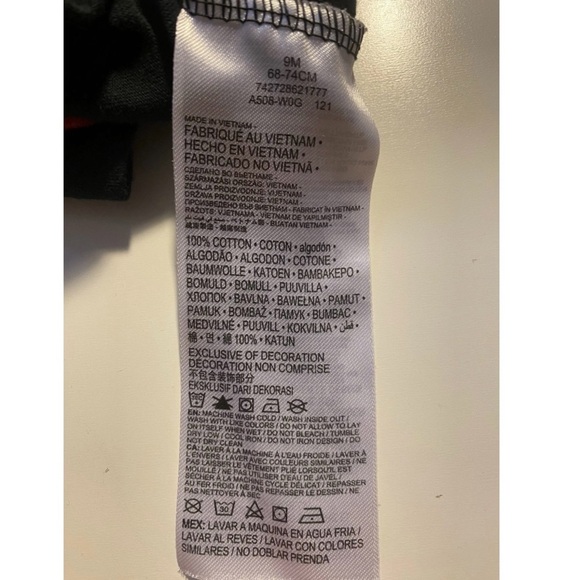 9M
68-74CM
742728621777
A508-W0G 121
MADE IN VIETNAM •
FABRIQUÉ AU VIETNAM •
HECHO EN VIETNAM •
FABRICADO NO VIETNÃ •
СДЕЛАНО ВО ВЬЕТНАМЕ •
SZÁRMAZÁSI ORSZÁG: VIETNAM •
ZEMLJA PROIZVODNJE: VIJETNAM •
DRŽAVA PROIZVODNJE: VIETNAM •
ПРОИЗВЕДЕНО ВЪВ ВИЕТНАМ • FABRICAT ÎN VIETNAM
RAŽOTS: VJETNAMA • VIETNAM DE YAPILMIŞTIR •
BUATAN VIETNAM •
越南製造 • 越南制造
100% COTTON • COTON • algodón •
ALGODÃO • ALGODON • COTONE •
BAUMWOLLE • KATOEN • ΒΑΜΒΑΚΕΡΟ •
BOMULD • BOMULL • PUUVILLA •
ХЛОПОК • BAVLNA • BAWEŁNA • PAMUT •
PAMUK • BOMBAŽ • ПАМУК • BUMBAC •
MEDVILNĖ • PUUVILL • KOKVILNA • قطن •
棉 • 면 • 綿 100% • KATUN
EXCLUSIVE OF DECORATION
DÉCORATION NON COMPRISE
不包含装饰部分
EKSKLUSIF DARI DEKORASI
EN: MACHINE WASH COLD / WASH INSIDE OUT /
WASH WITH LIKE COLORS / DO NOT ALLOW TO LAY
ON ITSELF WHEN WET / DO NOT BLEACH / TUMBLE
DRY LOW / COOL IRON / DO NOT IRON DESIGN / DO
NOT DRY CLEAN
CA: LAVER À LA MACHINE À L'EAU FROIDE / LAVER À
L'ENVERS / LAVER AVEC COULEURS SIMILAIRES / NE
PAS LAISSER LE VÊTEMENT PLIÉ LORSQU'IL EST
MOUILLÉ / NE PAS UTILISER D'EAU DE JAVEL /
SÉCHER À LA MACHINE CYCLE DÉLICAT / REPASSER
AU FER FROID / NE PAS REPASSER LE DESSIN / NE
PAS NETTOYER À SEC
30
MEX: LAVAR A MAQUINA EN AGUA FRIA /
LAVAR AL REVES / LAVAR CON COLORES
SIMILARES / NO DOBLAR PRENDA